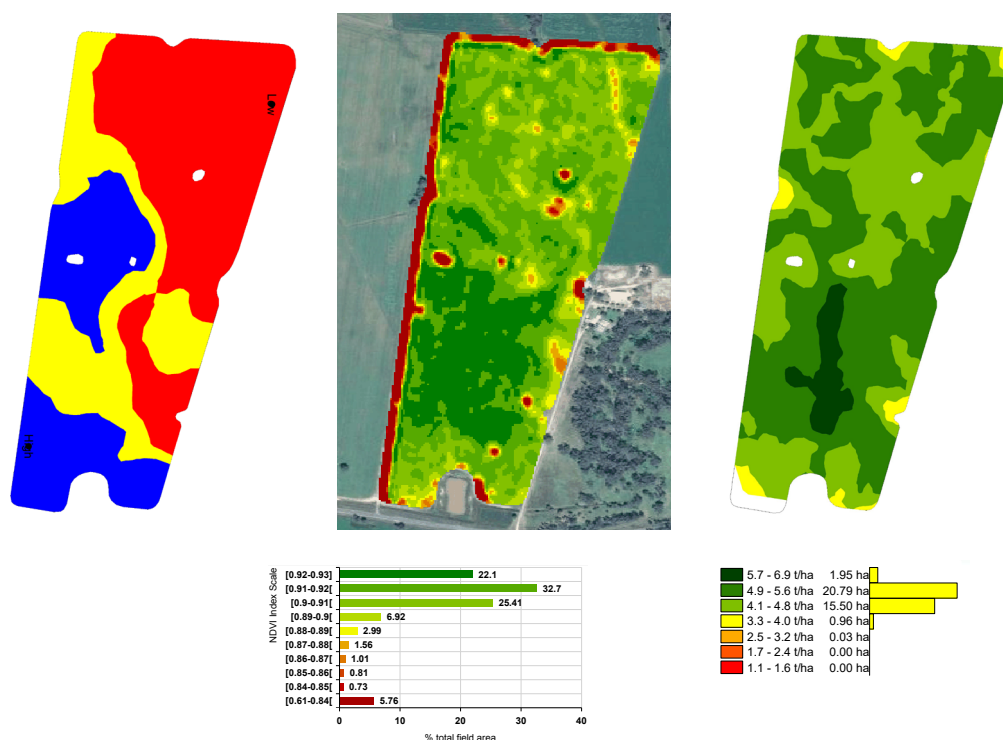 Low
High
NDVI Index Scale
[0.92-0.93] 22.1
[0.91-0.92[ 32.7
[0.9-0.91[ 25.41
[0.89-0.9[ 6.92
[0.88-0.89[ 2.99
[0.87-0.88[ 1.56
[0.86-0.87[ 1.01
[0.85-0.86[ 0.81
[0.84-0.85[ 0.73
[0.61-0.84[ 5.76
0 10 20 30 40
% total field area
5.7 - 6.9 t/ha 1.95 ha
4.9 - 5.6 t/ha 20.79 ha
4.1 - 4.8 t/ha 15.50 ha
3.3 - 4.0 t/ha 0.96 ha
2.5 - 3.2 t/ha 0.03 ha
1.7 - 2.4 t/ha 0.00 ha
1.1 - 1.6 t/ha 0.00 ha